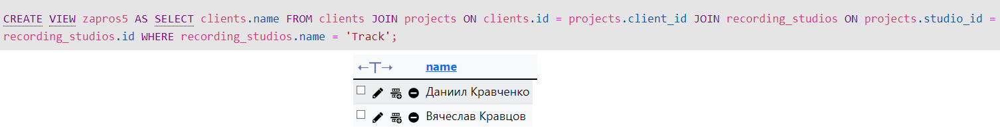 CREATE VIEW zapros5 AS SELECT clients.name FROM clients JOIN projects ON clients.id = projects.client_id JOIN recording_studios ON projects.studio_id =
recording_studios.id WHERE recording_studios.name = 'Track';
←T→ name
Даниил Кравченко
Вячеслав Кравцов